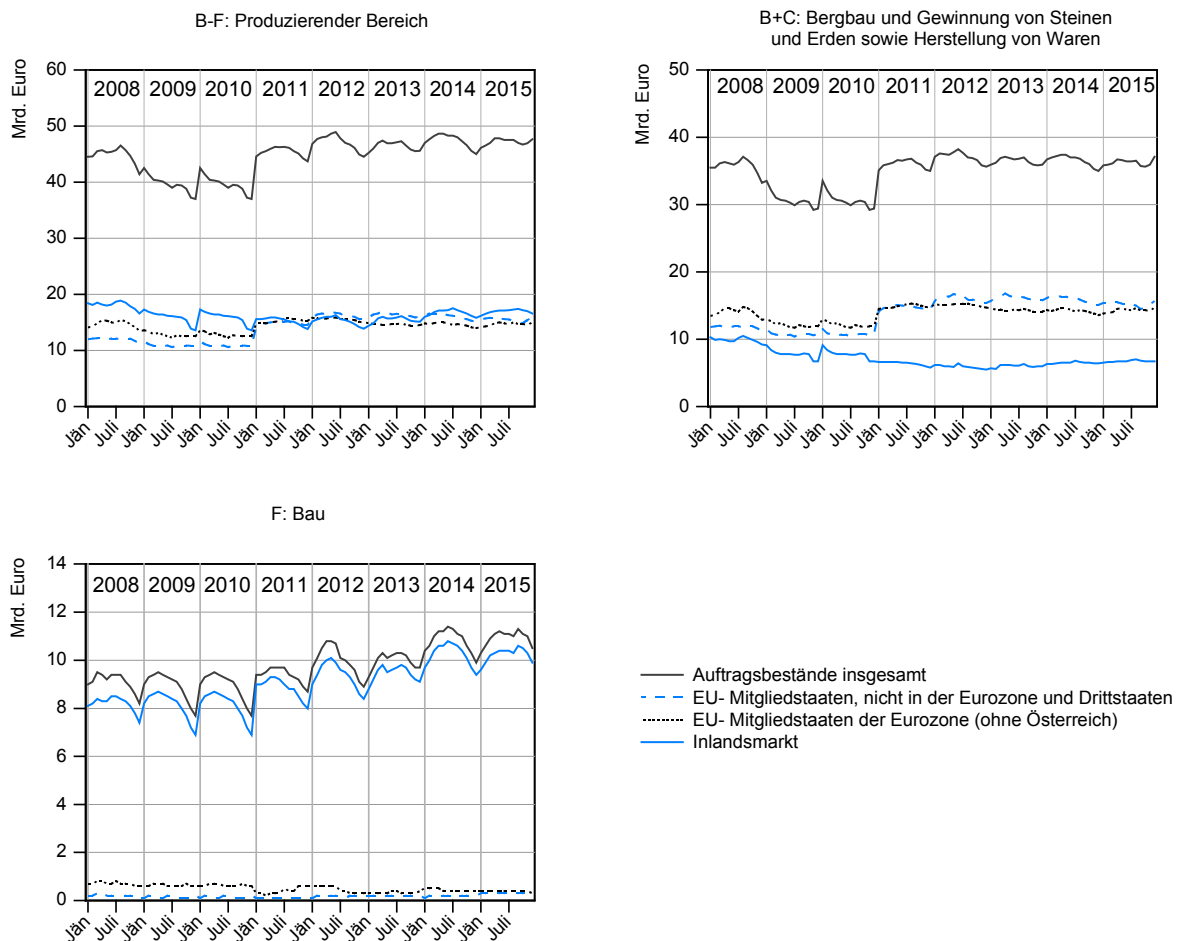 B-F: Produzierender Bereich
Mrd. Euro
60
50
40
30
20
10
0
2008 2009 2010 2011 2012 2013 2014 2015
Jän Juli Jän Juli Jän Juli Jän Juli Jän Juli Jän Juli Jän Juli Jän Juli
B+C: Bergbau und Gewinnung von Steinen
und Erden sowie Herstellung von Waren
Mrd. Euro
50
40
30
20
10
0
2008 2009 2010 2011 2012 2013 2014 2015
Jän Juli Jän Juli Jän Juli Jän Juli Jän Juli Jän Juli Jän Juli Jän Juli
F: Bau
Mrd. Euro
14
12
10
8
6
4
2
0
2008 2009 2010 2011 2012 2013 2014 2015
Jän Juli Jän Juli Jän Juli Jän Juli Jän Juli Jän Juli Jän Juli Jän Juli
Auftragsbestände insgesamt
EU- Mitgliedstaaten, nicht in der Eurozone und Drittstaaten
EU- Mitgliedstaaten der Eurozone (ohne Österreich)
Inlandsmarkt